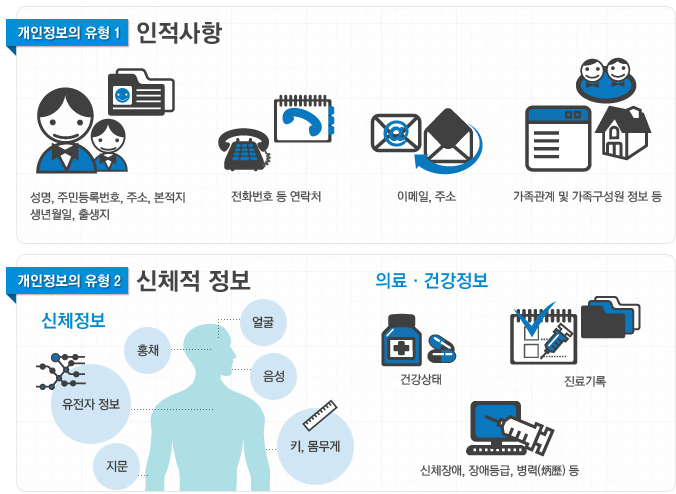 개인정보의 유형 1 인적사항
성명, 주민등록번호, 주소, 본적지
생년월일, 출생지
전화번호 등 연락처
이메일, 주소
가족관계 및 가족구성원 정보 등
개인정보의 유형 2 신체적 정보
신체정보
얼굴
홍채
음성
유전자 정보
키, 몸무게
지문
의료 · 건강정보
건강상태
진료기록
신체장애, 장애등급, 병력(病歷) 등